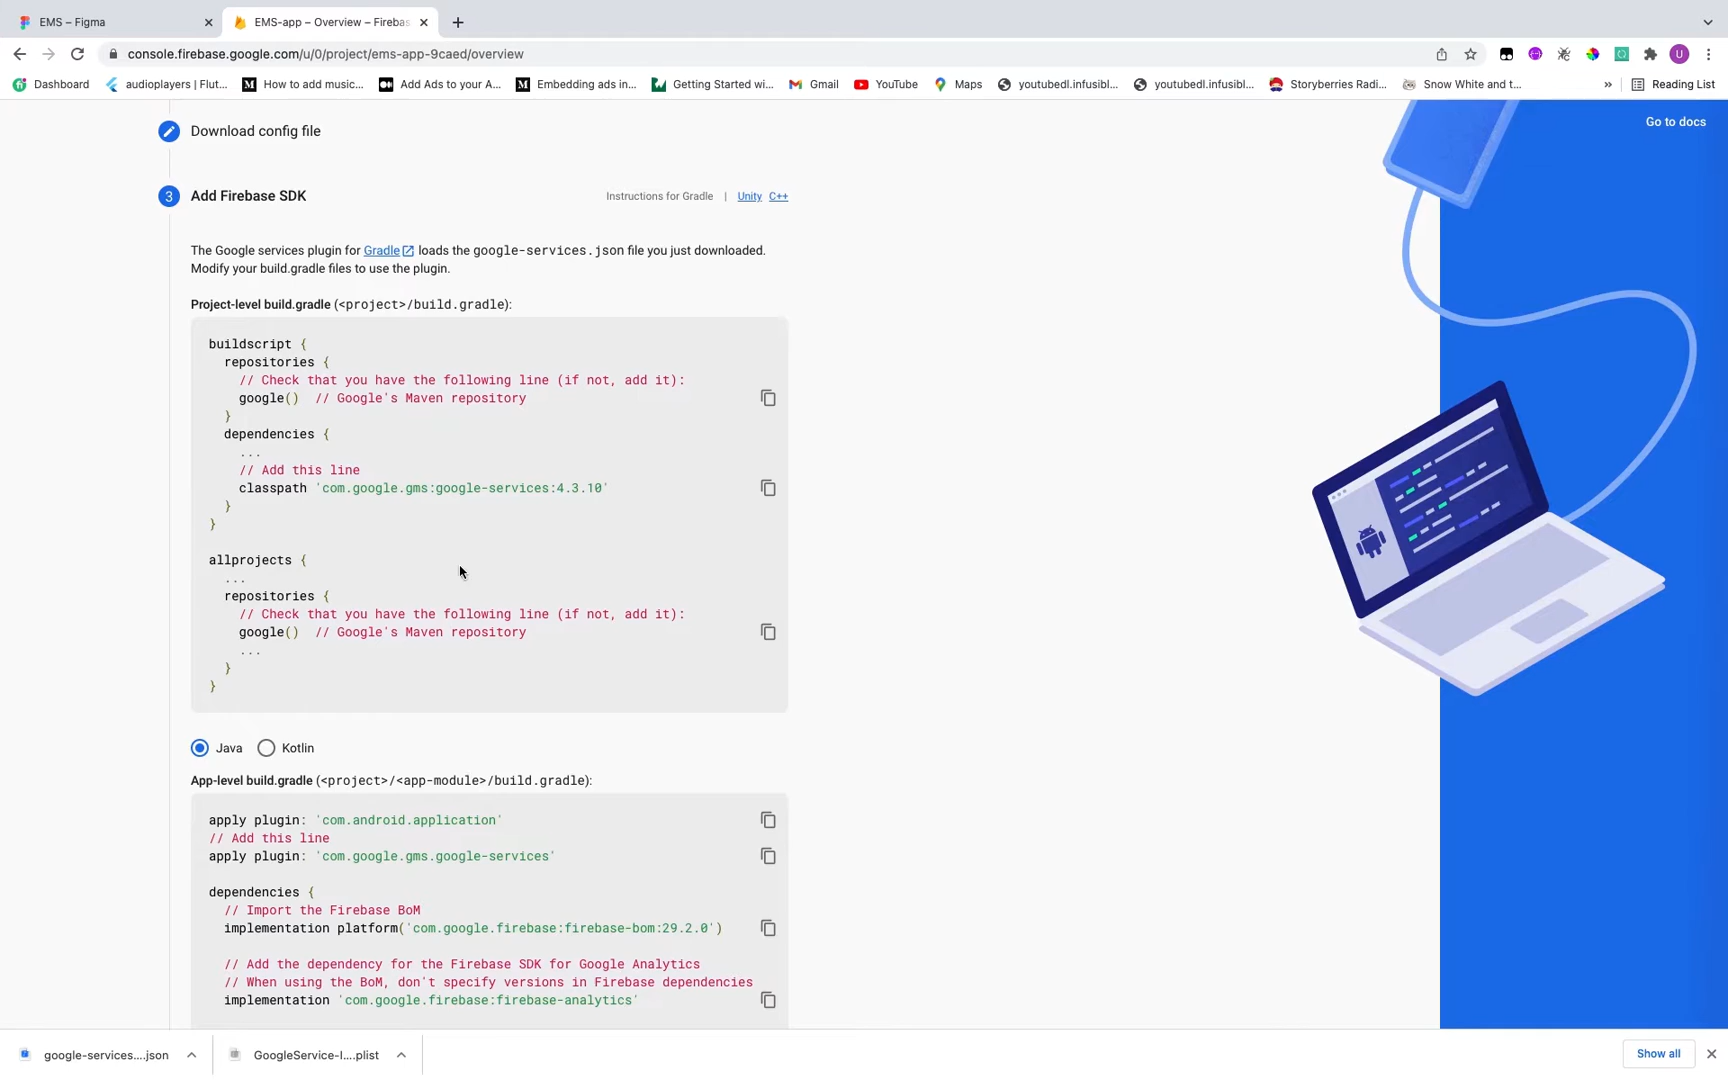 EMS – Figma
EMS-app – Overview – Firebas
console.firebase.google.com/u/0/project/ems-app-9caed/overview
U
Dashboard
audioplayers | Flut...
How to add music...
Add Ads to your A...
Embedding ads in...
Getting Started wi...
Gmail
YouTube
Maps
youtubedl.infusibl...
youtubedl.infusibl...
Storyberries Radi...
Snow White and t...
»
Reading List
Go to docs
Download config file
3 Add Firebase SDK
Instructions for Gradle | Unity C++
The Google services plugin for Gradle loads the google-services.json file you just downloaded.
Modify your build.gradle files to use the plugin.
Project-level build.gradle (<project>/build.gradle):
buildscript {
repositories {
// Check that you have the following line (if not, add it):
google() // Google's Maven repository
}
dependencies {
...
// Add this line
classpath 'com.google.gms:google-services:4.3.10'
}
}
allprojects {
...
repositories {
// Check that you have the following line (if not, add it):
google() // Google's Maven repository
...
}
}
Java Kotlin
App-level build.gradle (<project>/<app-module>/build.gradle):
apply plugin: 'com.android.application'
// Add this line
apply plugin: 'com.google.gms.google-services'
dependencies {
// Import the Firebase BoM
implementation platform('com.google.firebase:firebase-bom:29.2.0')
// Add the dependency for the Firebase SDK for Google Analytics
// When using the BoM, don't specify versions in Firebase dependencies
implementation 'com.google.firebase:firebase-analytics'
google-services....json
GoogleService-I....plist
Show all